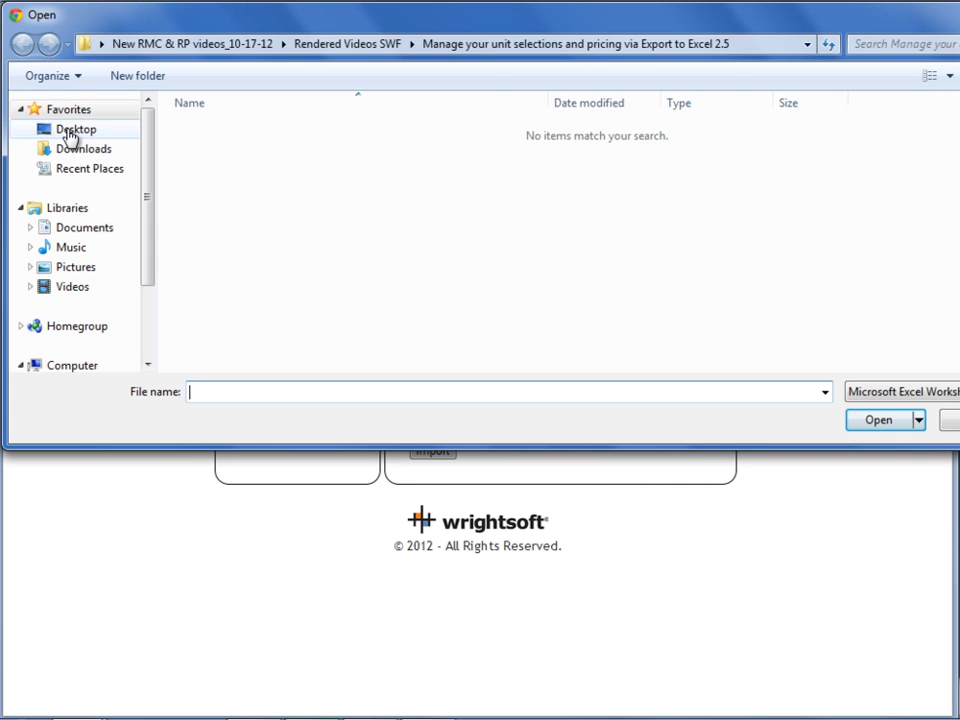 Open
New RMC & RP videos_10-17-12 Rendered Videos SWF Manage your unit selections and pricing via Export to Excel 2.5 Search Manage your
Organize New folder
Name Date modified Type Size
No items match your search.
Favorites
Desktop
Downloads
Recent Places
Libraries
Documents
Music
Pictures
Videos
Homegroup
Computer
File name: Microsoft Excel Worksh
Open
Import
wrightsoft®
© 2012 - All Rights Reserved.